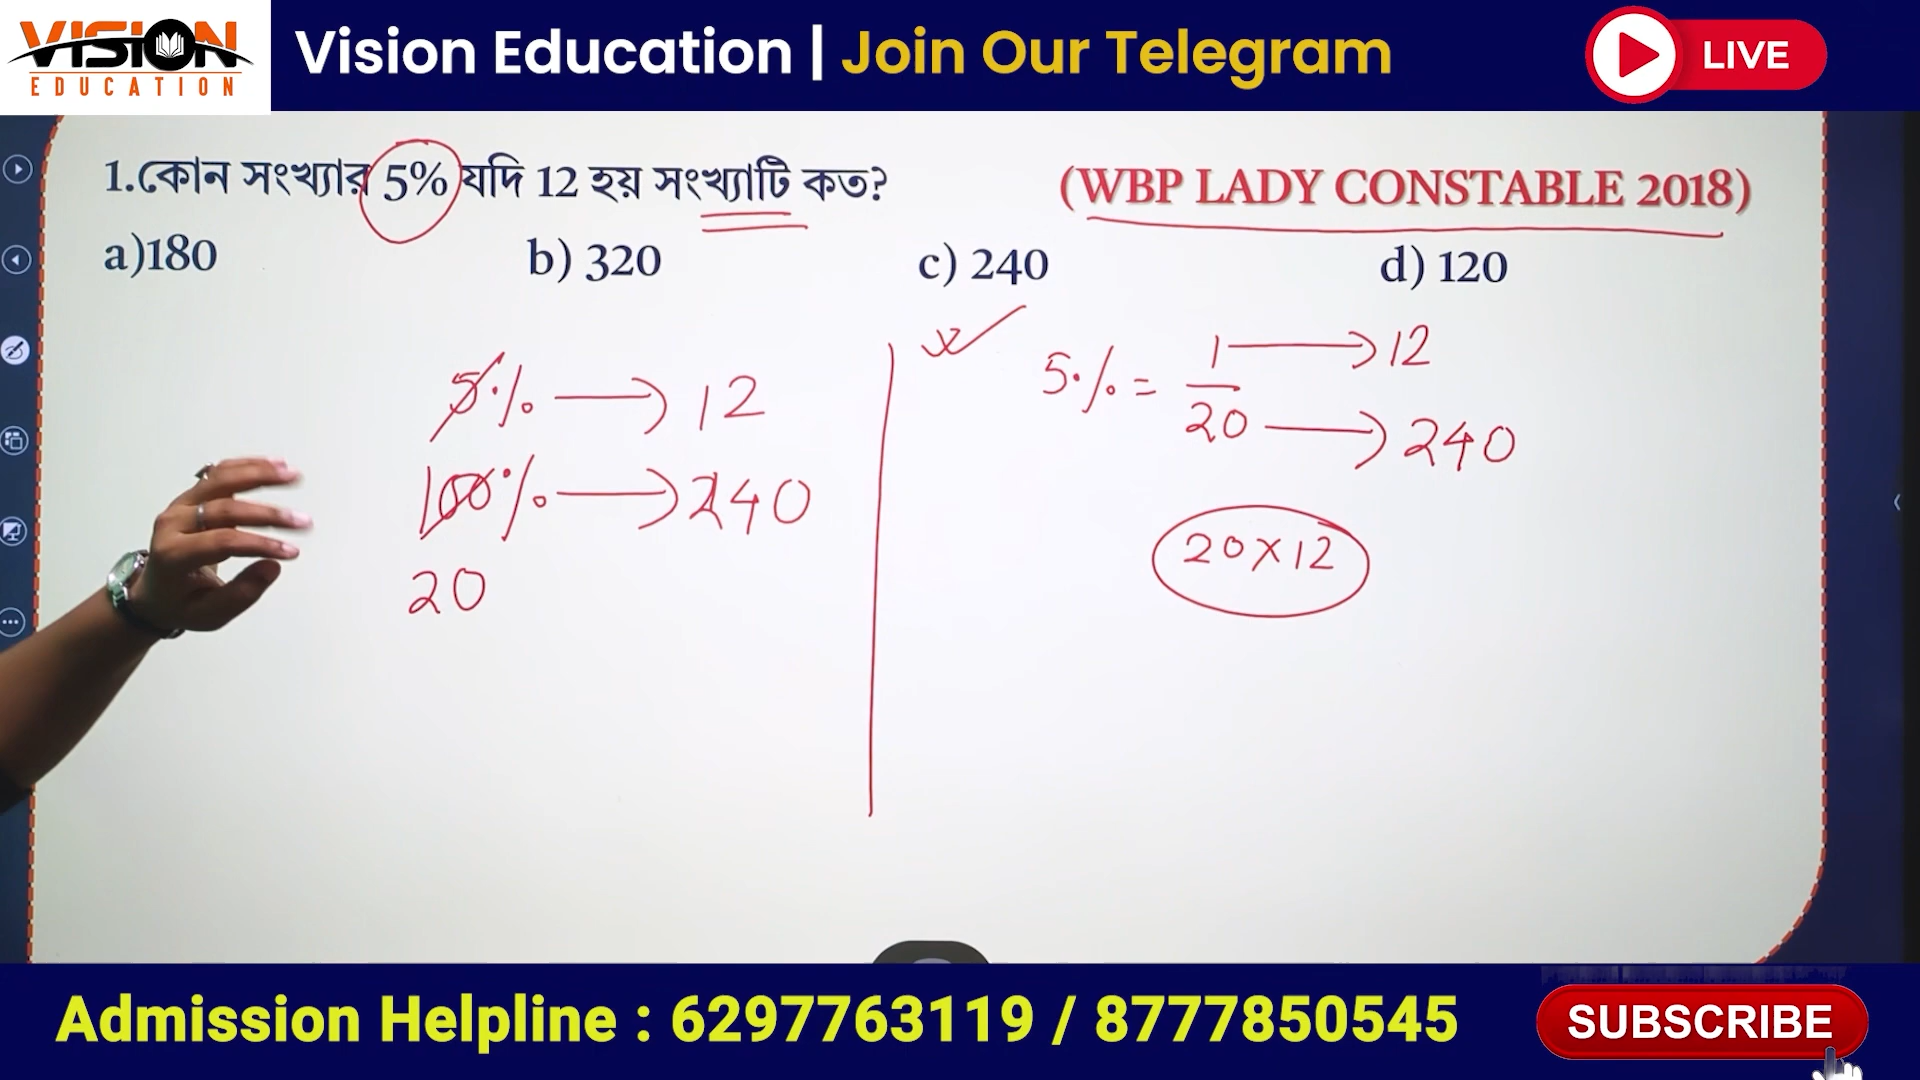 VISION
EDUCATION
Vision Education | Join Our Telegram
LIVE
1.কোন সংখ্যার 5% যদি 12 হয় সংখ্যাটি কত?
(WBP LADY CONSTABLE 2018)
a)180
b) 320
c) 240
d) 120
5% → 12
100% → 240
20
5% = 1/20
1 → 12
20 → 240
20×12
Admission Helpline : 6297763119 / 8777850545
SUBSCRIBE